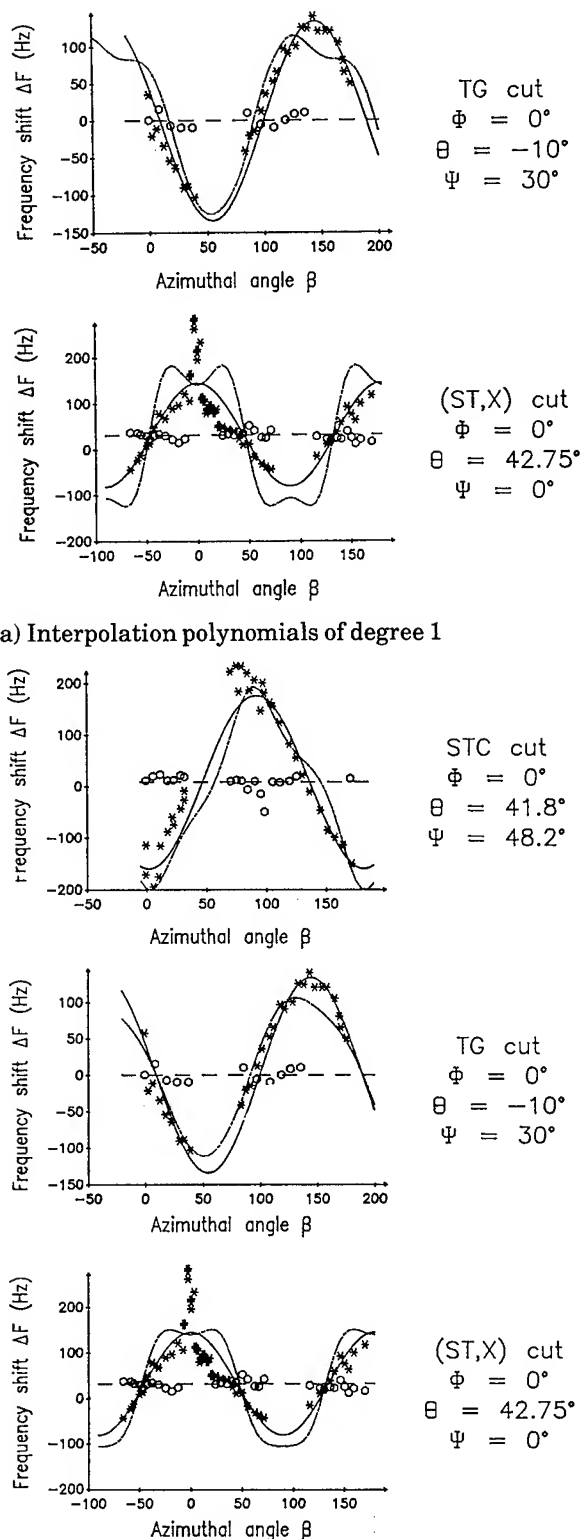 Frequency shift ΔF (Hz)
100
50
0
−50
−100
−150
−50 0 50 100 150 200
Azimuthal angle β
TG cut
Φ = 0°
θ = −10°
Ψ = 30°
Frequency shift ΔF (Hz)
200
100
0
−100
−200
−100 −50 0 50 100 150
Azimuthal angle β
(ST,X) cut
Φ = 0°
θ = 42.75°
Ψ = 0°
a) Interpolation polynomials of degree 1
Frequency shift ΔF (Hz)
200
100
0
−100
−200
−50 0 50 100 150 200
Azimuthal angle β
STC cut
Φ = 0°
θ = 41.8°
Ψ = 48.2°
Frequency shift ΔF (Hz)
100
50
0
−50
−100
−150
−50 0 50 100 150 200
Azimuthal angle β
TG cut
Φ = 0°
θ = −10°
Ψ = 30°
Frequency shift ΔF (Hz)
200
100
0
−100
−200
−100 −50 0 50 100 150
Azimuthal angle β
(ST,X) cut
Φ = 0°
θ = 42.75°
Ψ = 0°